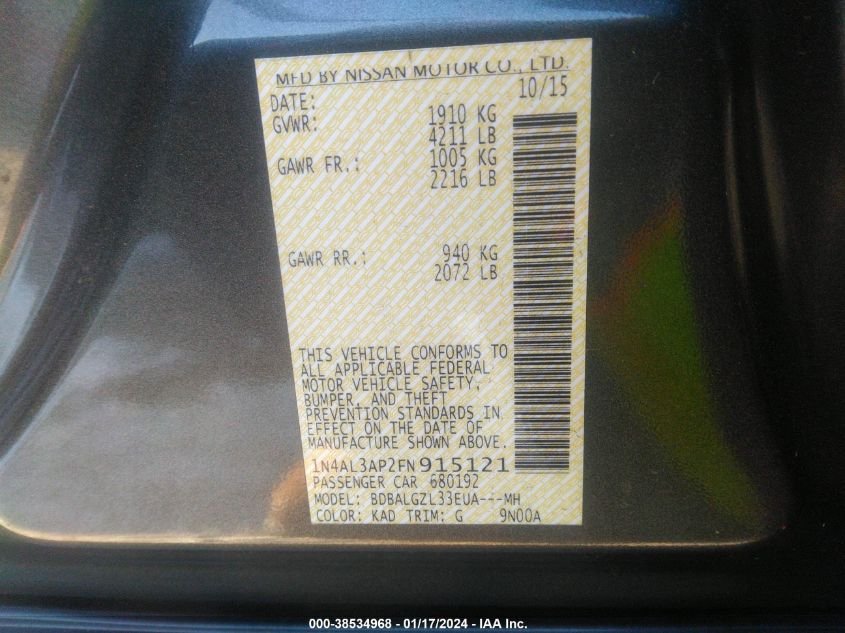 MFD BY NISSAN MOTOR CO., LTD.
DATE: 10/15
GVWR: 1910 KG
4211 LB
GAWR FR.: 1005 KG
2216 LB
GAWR RR.: 940 KG
2072 LB
THIS VEHICLE CONFORMS TO
ALL APPLICABLE FEDERAL
MOTOR VEHICLE SAFETY,
BUMPER, AND THEFT
PREVENTION STANDARDS IN
EFFECT ON THE DATE OF
MANUFACTURE SHOWN ABOVE.
1N4AL3AP2FN915121
PASSENGER CAR 680192
MODEL: BDBALGZL33EUA---MH
COLOR: KAD TRIM: G 9N00A
000-38534968 - 01/17/2024 - IAA Inc.